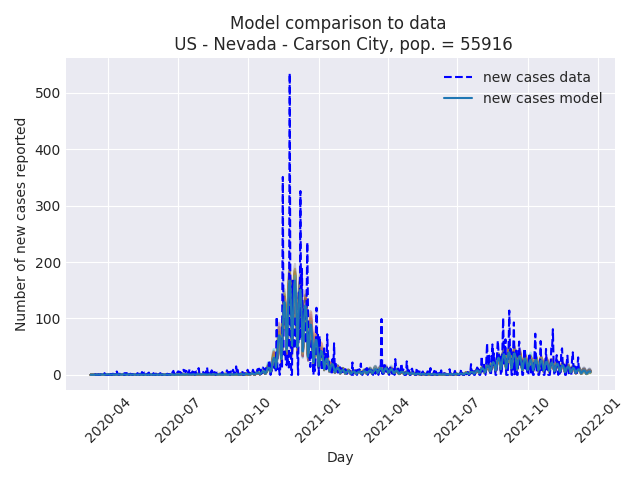 Model comparison to data
US - Nevada - Carson City, pop. = 55916
new cases data
new cases model
Number of new cases reported
500
400
300
200
100
0
2020-04
2020-07
2020-10
2021-01
2021-04
2021-07
2021-10
2022-01
Day